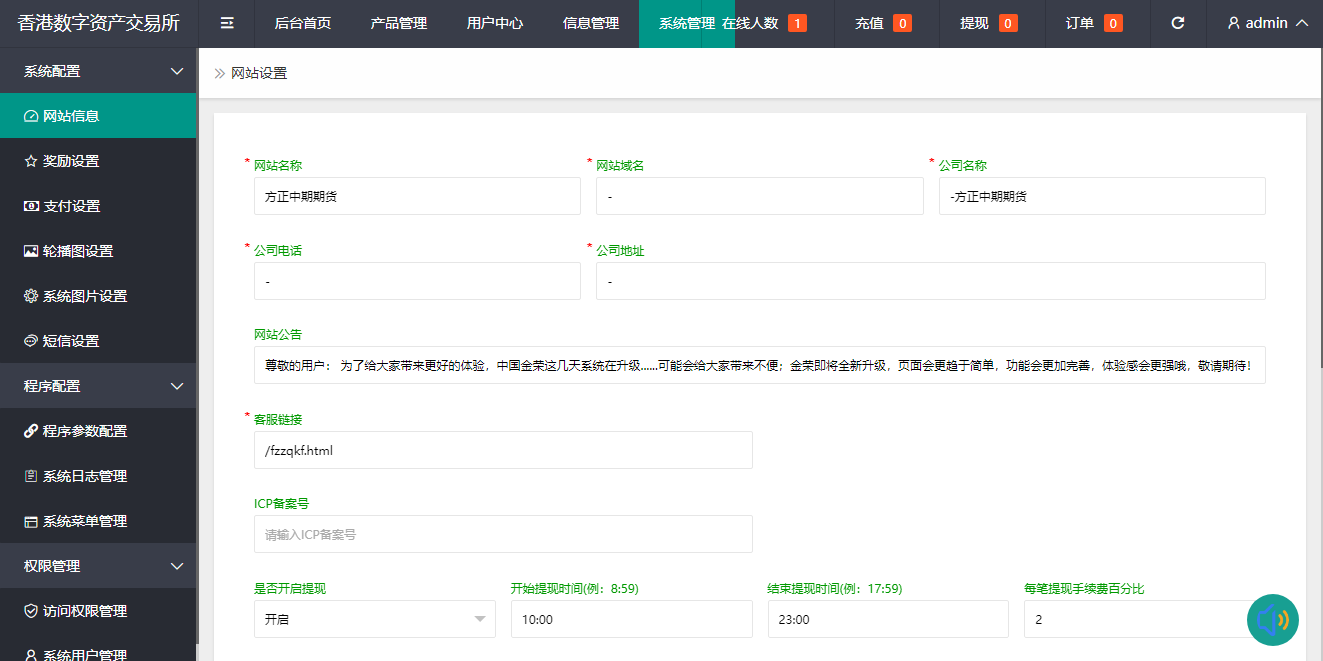 香港数字资产交易所
后台首页 产品管理 用户中心 信息管理 系统管理 在线人数 1 充值 0 提现 0 订单 0 admin
系统配置
网站信息
奖励设置
支付设置
轮播图设置
系统图片设置
短信设置
程序配置
程序参数配置
系统日志管理
系统菜单管理
权限管理
访问权限管理
系统用户管理
网站设置
* 网站名称 * 网站域名 * 公司名称
方正中期期货 - -方正中期期货
* 公司电话 * 公司地址
- -
网站公告
尊敬的用户： 为了给大家带来更好的体验，中国金荣这几天系统在升级......可能会给大家带来不便；金荣即将全新升级，页面会更趋于简单，功能会更加完善，体验感会更强哦，敬请期待！
* 客服链接
/fzzqkf.html
ICP备案号
请输入ICP备案号
是否开启提现 开始提现时间(例：8:59) 结束提现时间(例：17:59) 每笔提现手续费百分比
开启 10:00 23:00 2